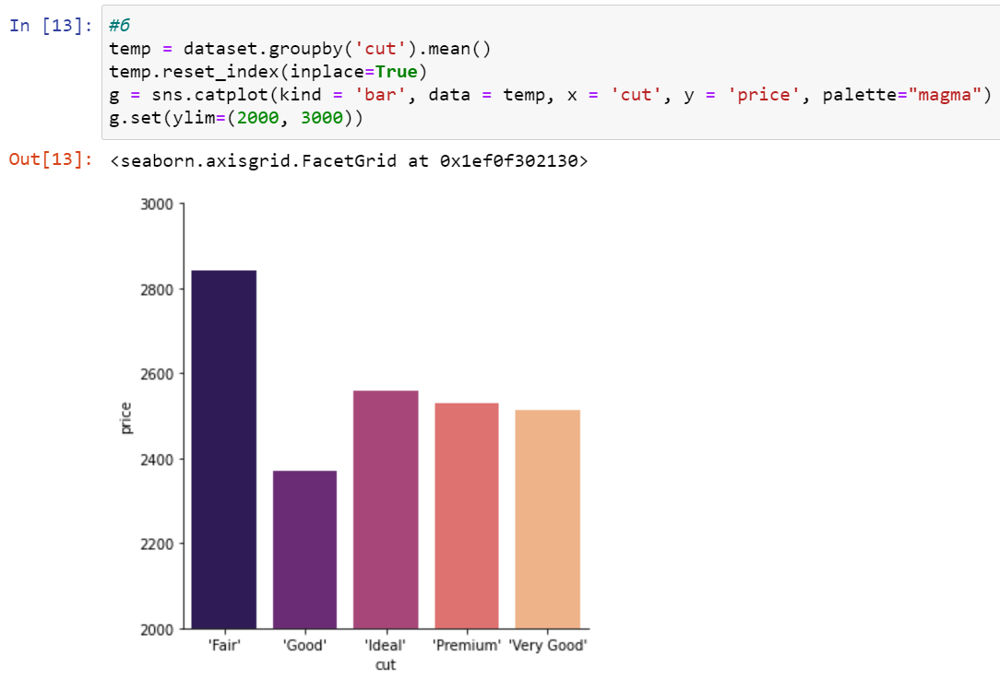 In [13]: #6
temp = dataset.groupby('cut').mean()
temp.reset_index(inplace=True)
g = sns.catplot(kind = 'bar', data = temp, x = 'cut', y = 'price', palette="magma")
g.set(ylim=(2000, 3000))
Out[13]: <seaborn.axisgrid.FacetGrid at 0x1ef0f302130>
3000
2800
2600
price
2400
2200
2000
'Fair' 'Good' 'Ideal' 'Premium' 'Very Good'
cut